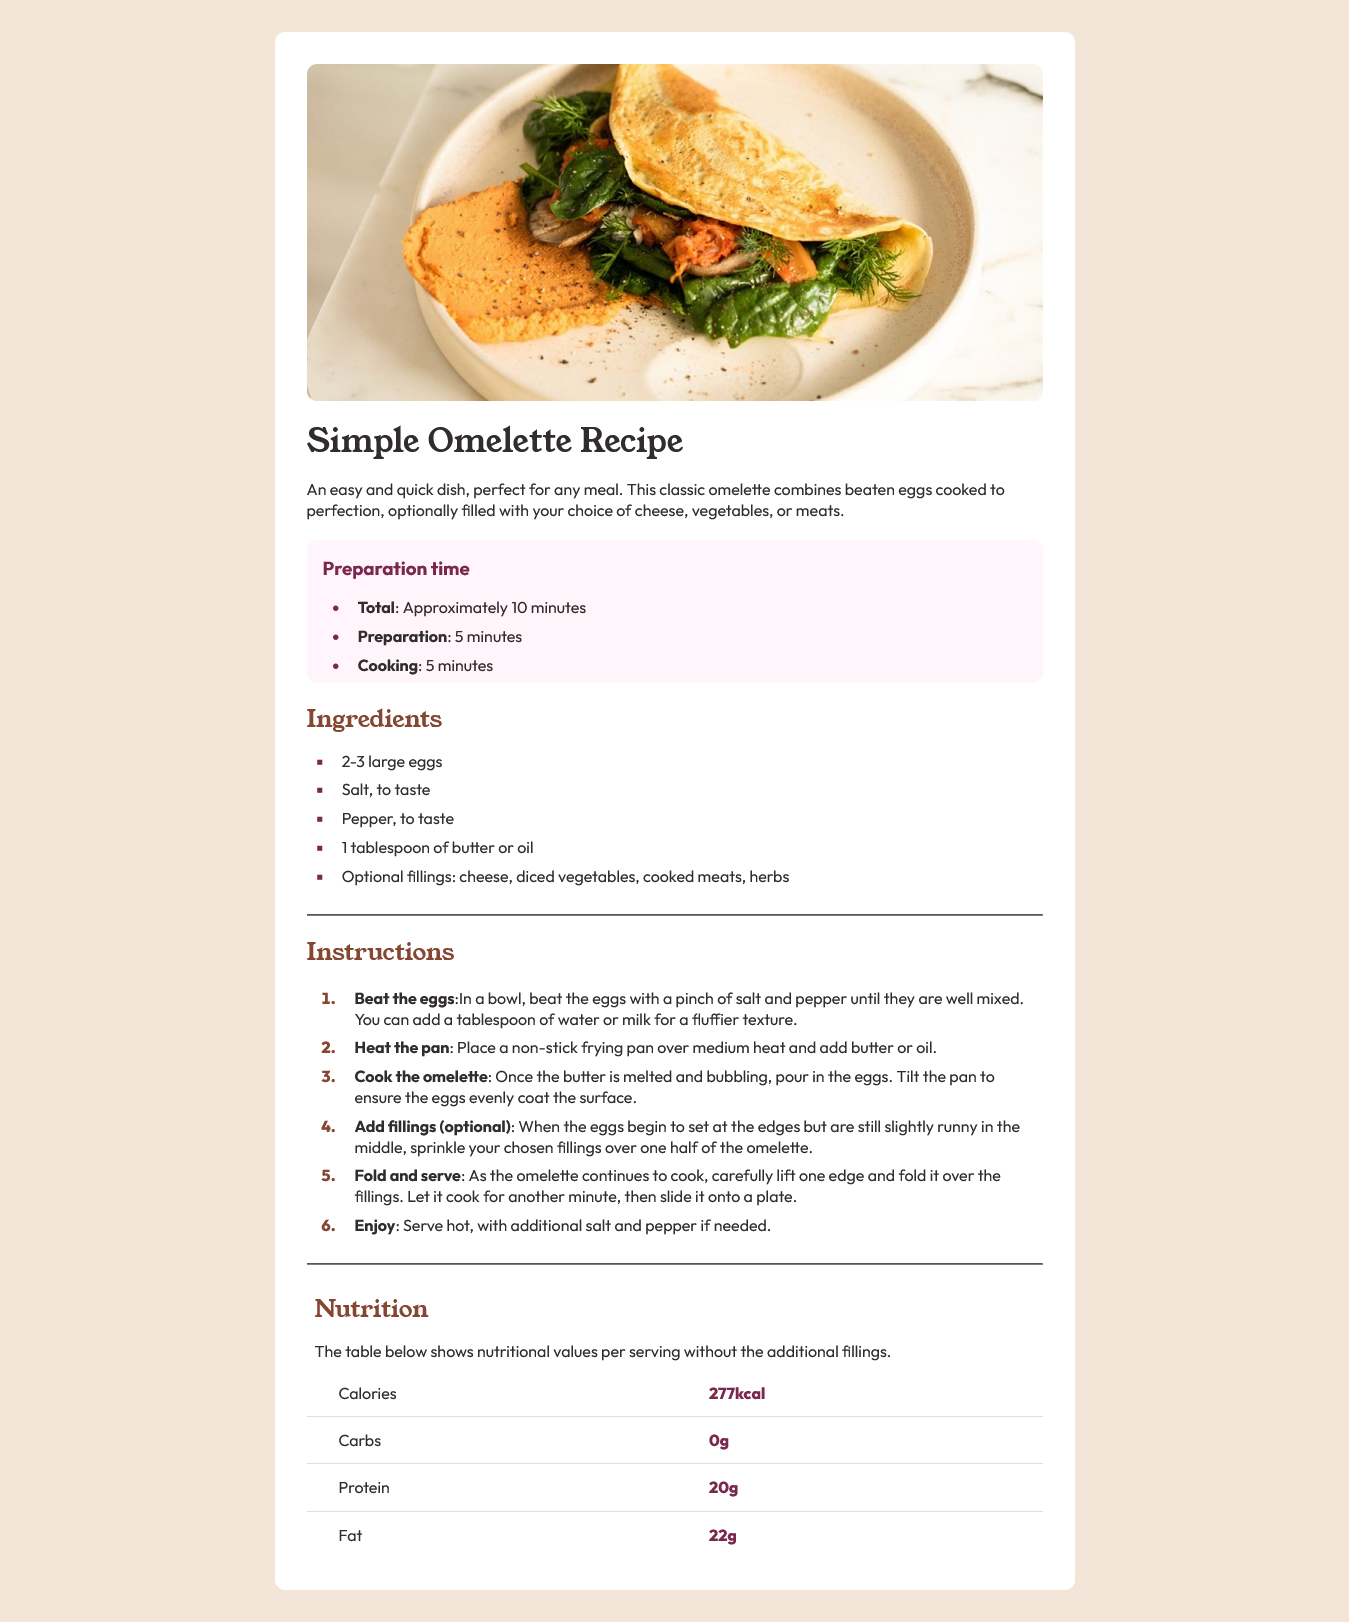 Simple Omelette Recipe
An easy and quick dish, perfect for any meal. This classic omelette combines beaten eggs cooked to
perfection, optionally filled with your choice of cheese, vegetables, or meats.
Preparation time
• Total: Approximately 10 minutes
• Preparation: 5 minutes
• Cooking: 5 minutes
Ingredients
▪ 2-3 large eggs
▪ Salt, to taste
▪ Pepper, to taste
▪ 1 tablespoon of butter or oil
▪ Optional fillings: cheese, diced vegetables, cooked meats, herbs
Instructions
1. Beat the eggs:In a bowl, beat the eggs with a pinch of salt and pepper until they are well mixed.
You can add a tablespoon of water or milk for a fluffier texture.
2. Heat the pan: Place a non-stick frying pan over medium heat and add butter or oil.
3. Cook the omelette: Once the butter is melted and bubbling, pour in the eggs. Tilt the pan to
ensure the eggs evenly coat the surface.
4. Add fillings (optional): When the eggs begin to set at the edges but are still slightly runny in the
middle, sprinkle your chosen fillings over one half of the omelette.
5. Fold and serve: As the omelette continues to cook, carefully lift one edge and fold it over the
fillings. Let it cook for another minute, then slide it onto a plate.
6. Enjoy: Serve hot, with additional salt and pepper if needed.
Nutrition
The table below shows nutritional values per serving without the additional fillings.
Calories 277kcal
Carbs 0g
Protein 20g
Fat 22g